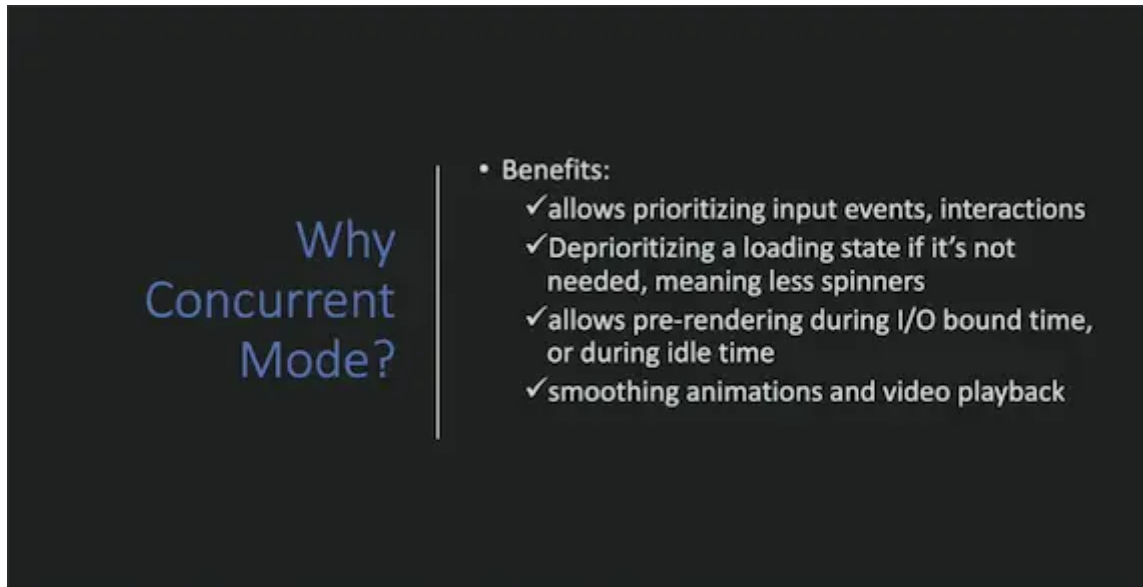 Why
Concurrent
Mode?
• Benefits:
✓allows prioritizing input events, interactions
✓Deprioritizing a loading state if it's not
needed, meaning less spinners
✓allows pre-rendering during I/O bound time,
or during idle time
✓smoothing animations and video playback